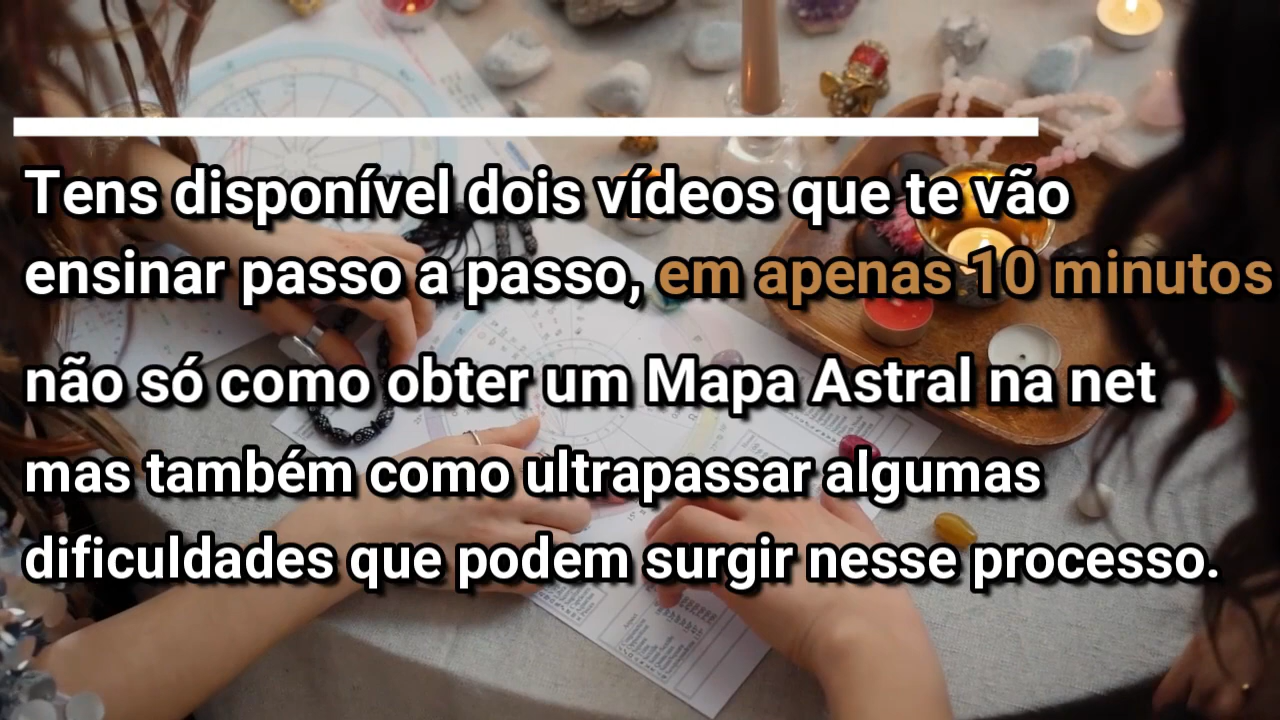 Tens disponível dois vídeos que te vão
ensinar passo a passo, em apenas 10 minutos
não só como obter um Mapa Astral na net
mas também como ultrapassar algumas
dificuldades que podem surgir nesse processo.